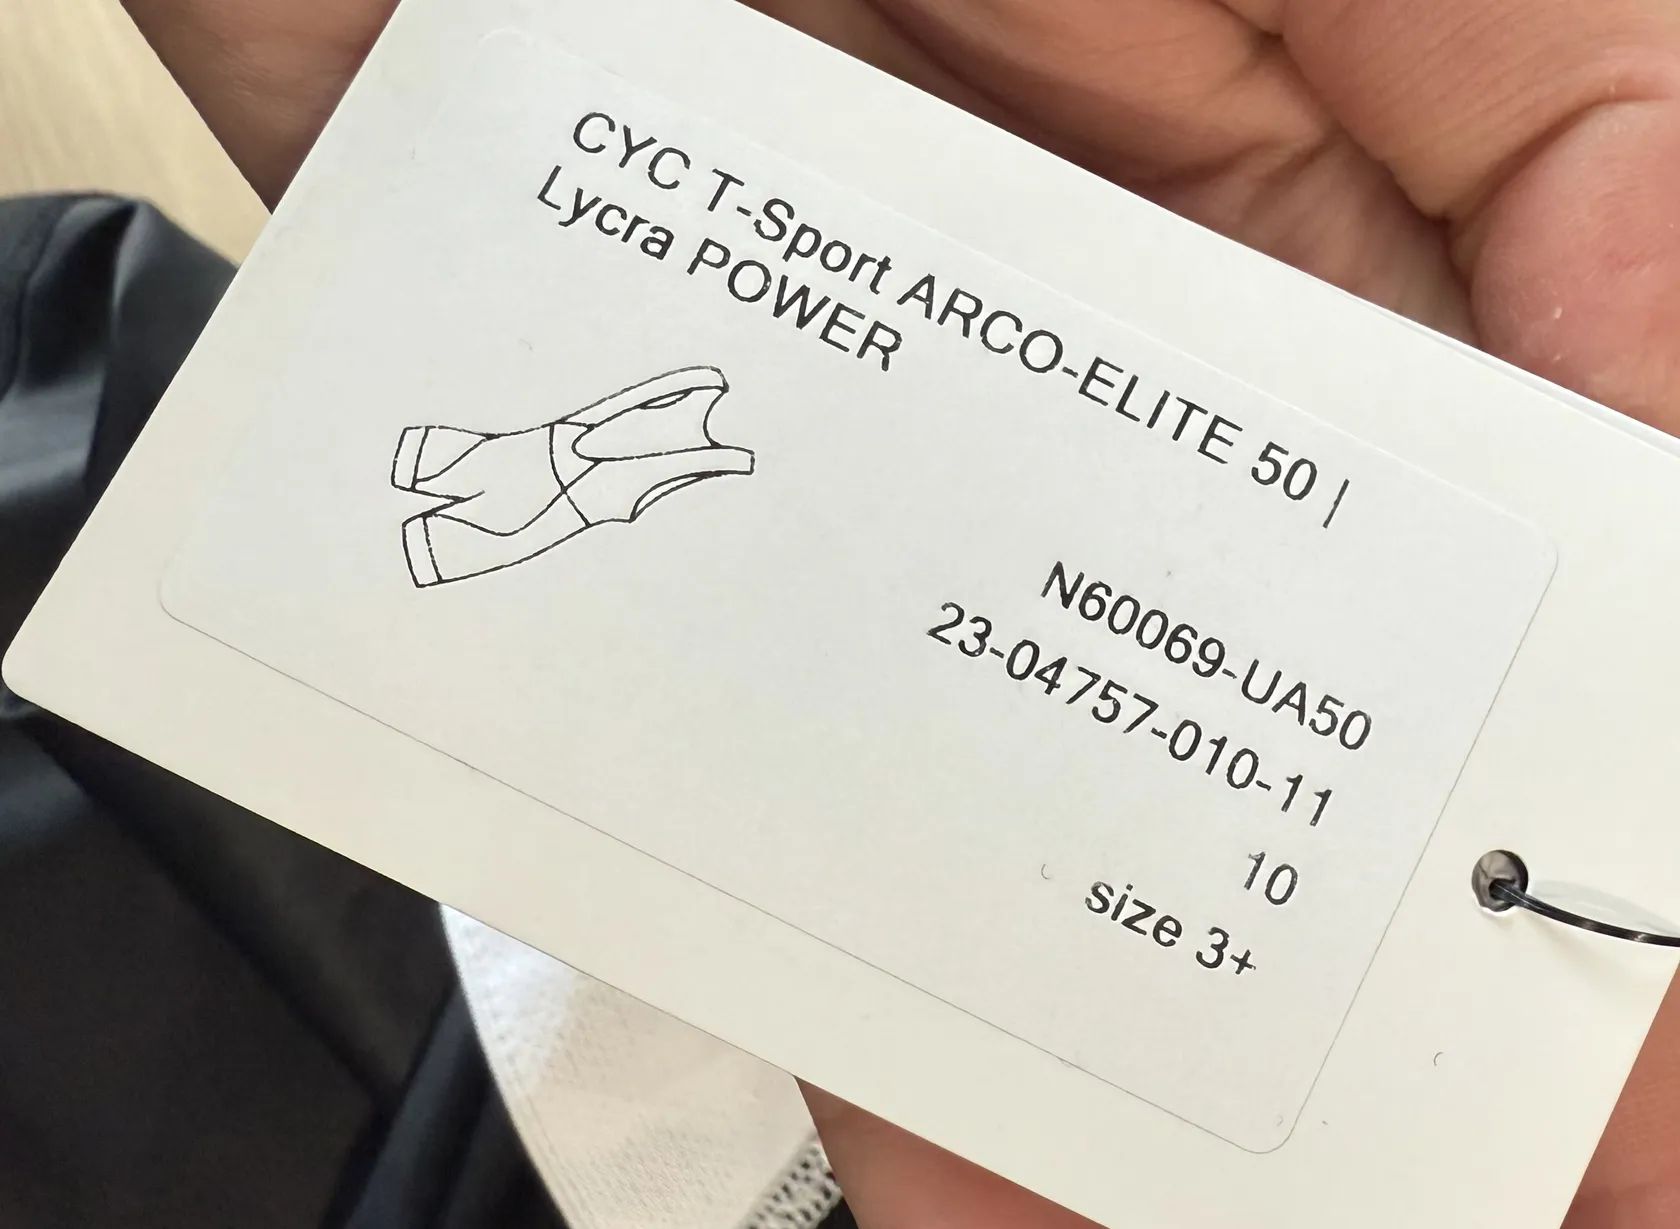 CYC T-Sport ARCO-ELITE 50 |
Lycra POWER
N60069-UA50
23-04757-010-11
10
size 3+